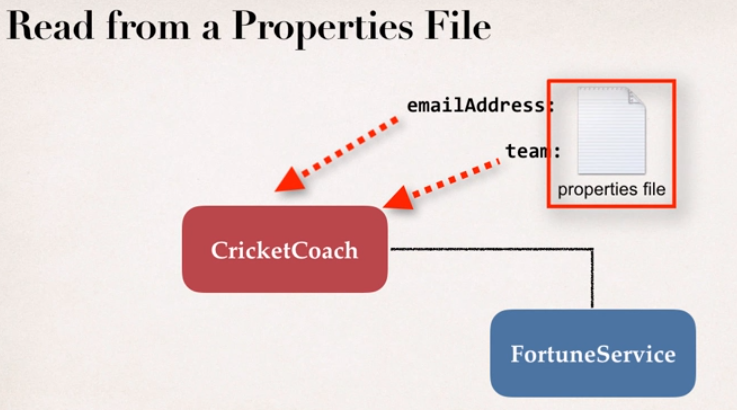 Read from a Properties File
emailAddress:
team:
properties file
CricketCoach
FortuneService